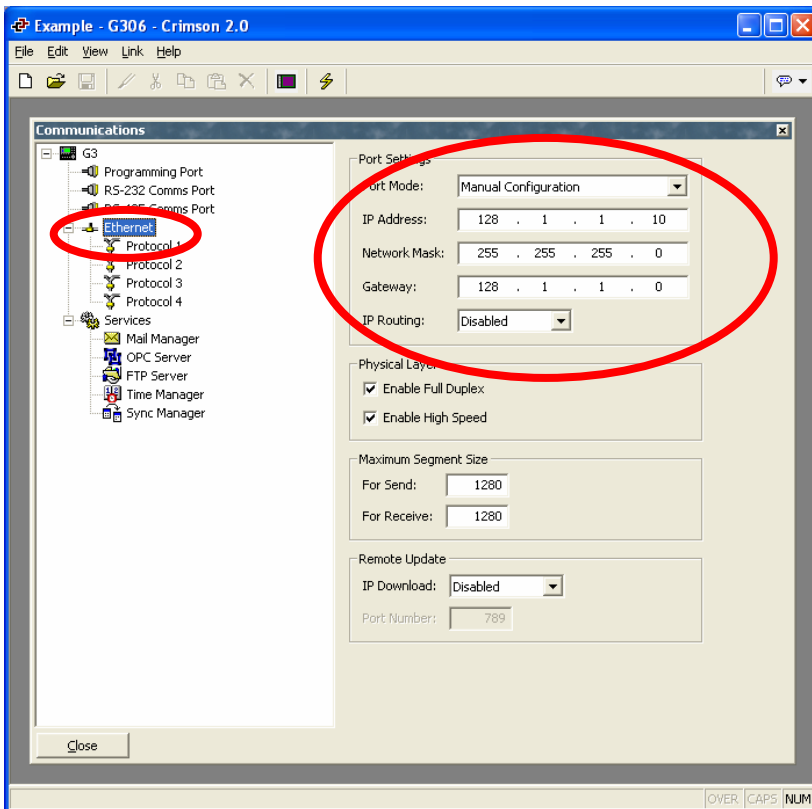 Example - G306 - Crimson 2.0
File Edit View Link Help
Communications
G3
Programming Port
RS-232 Comms Port
RS-485 Comms Port
Ethernet
Protocol 1
Protocol 2
Protocol 3
Protocol 4
Services
Mail Manager
OPC Server
FTP Server
Time Manager
Sync Manager
Close
Port Settings
Port Mode: Manual Configuration
IP Address: 128 . 1 . 1 . 10
Network Mask: 255 . 255 . 255 . 0
Gateway: 128 . 1 . 1 . 0
IP Routing: Disabled
Physical Layer
Enable Full Duplex
Enable High Speed
Maximum Segment Size
For Send: 1280
For Receive: 1280
Remote Update
IP Download: Disabled
Port Number: 789
OVER CAPS NUM